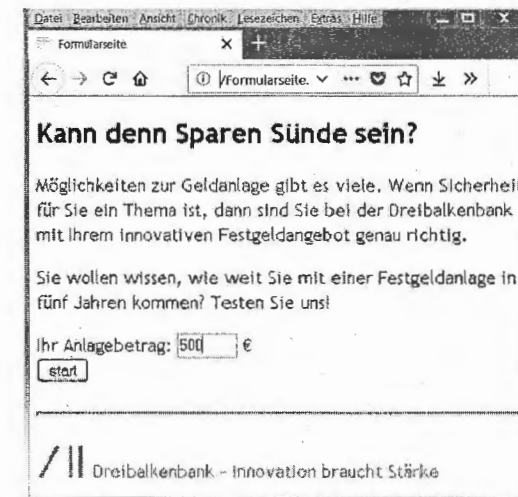 Datei Bearbeiten Ansicht Chronik Lesezeichen Extras Hilfe
Formularseite
/Formularseite.
Kann denn Sparen Sünde sein?
Möglichkeiten zur Geldanlage gibt es viele. Wenn Sicherheit
für Sie ein Thema ist, dann sind Sie bei der Dreibalkenbank
mit ihrem innovativen Festgeldangebot genau richtig.
Sie wollen wissen, wie weit Sie mit einer Festgeldanlage in
fünf Jahren kommen? Testen Sie uns!
Ihr Anlagebetrag: 500 €
start
Dreibalkenbank - Innovation braucht Stärke